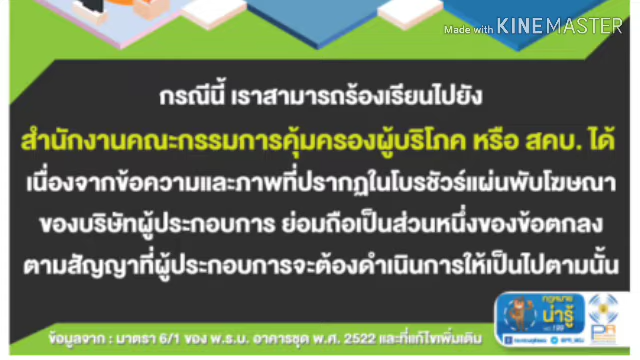 Made with KINEMASTER
กรณีนี้ เราสามารถร้องเรียนไปยัง
สำนักงานคณะกรรมการคุ้มครองผู้บริโภค หรือ สคบ. ได้
เนื่องจากข้อความและภาพที่ปรากฏในโบรชัวร์แผ่นพับโฆษณา
ของบริษัทผู้ประกอบการ ย่อมถือเป็นส่วนหนึ่งของข้อตกลง
ตามสัญญาที่ผู้ประกอบการจะต้องดำเนินการให้เป็นไปตามนั้น
กฎหมาย
น่ารู้
199
ข้อมูลจาก : มาตรา 6/1 ของ พ.ร.บ. อาคารชุด พ.ศ. 2522 และที่แก้ไขเพิ่มเติม